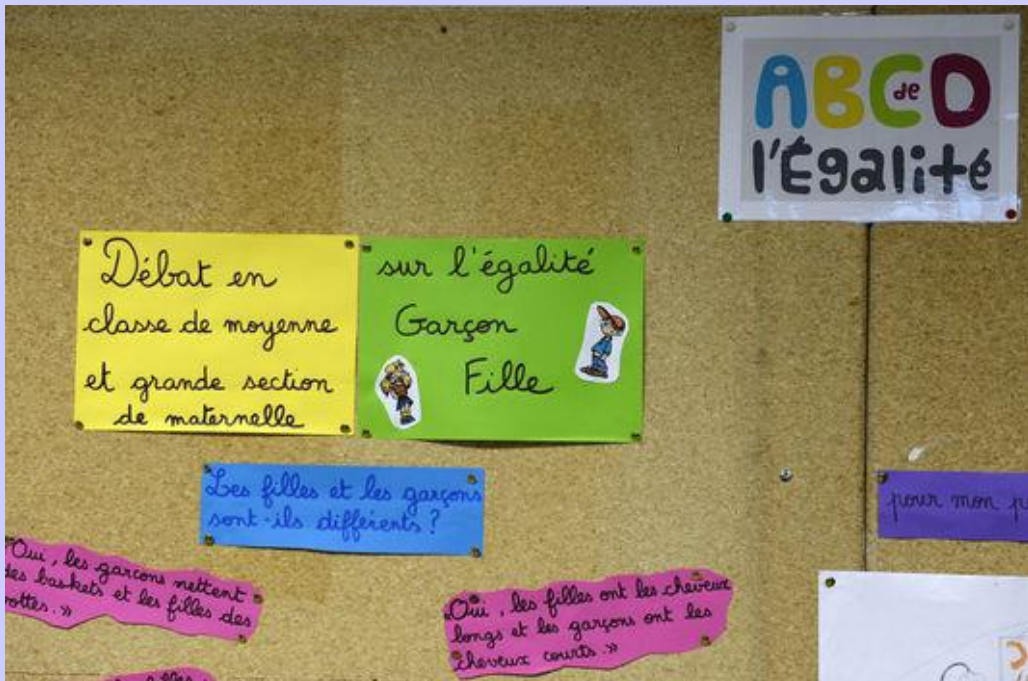 ABC de D
l'Égalité
Débat en
classe de moyenne
et grande section
de maternelle
sur l'égalité
Garçon
Fille
Les filles et les garçons
sont-ils différents ?
pour mon
Oui, les garçons mettent
des baskets et les filles des
bottes. »
Oui, les filles ont les cheveux
longs et les garçons ont les
cheveux courts. »